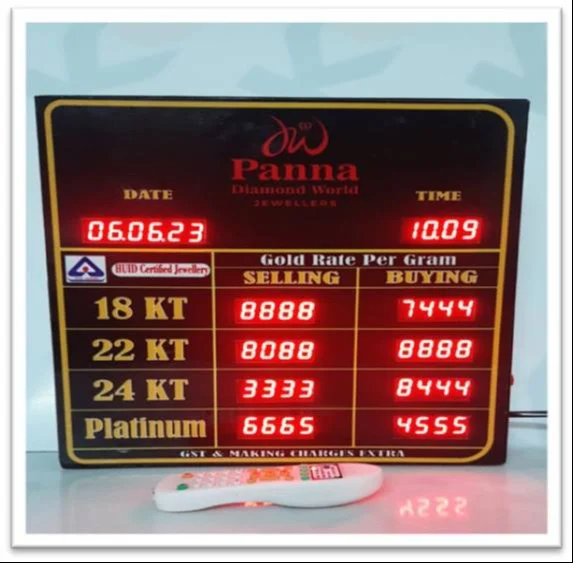 Panna
Diamond World
JEWELLERS
DATE TIME
06.06.23 10.09
HUID Certified Jewellery
Gold Rate Per Gram
SELLING BUYING
18 KT 8888 7444
22 KT 8088 8888
24 KT 3333 8444
Platinum 6665 4555
GST & MAKING CHARGES EXTRA